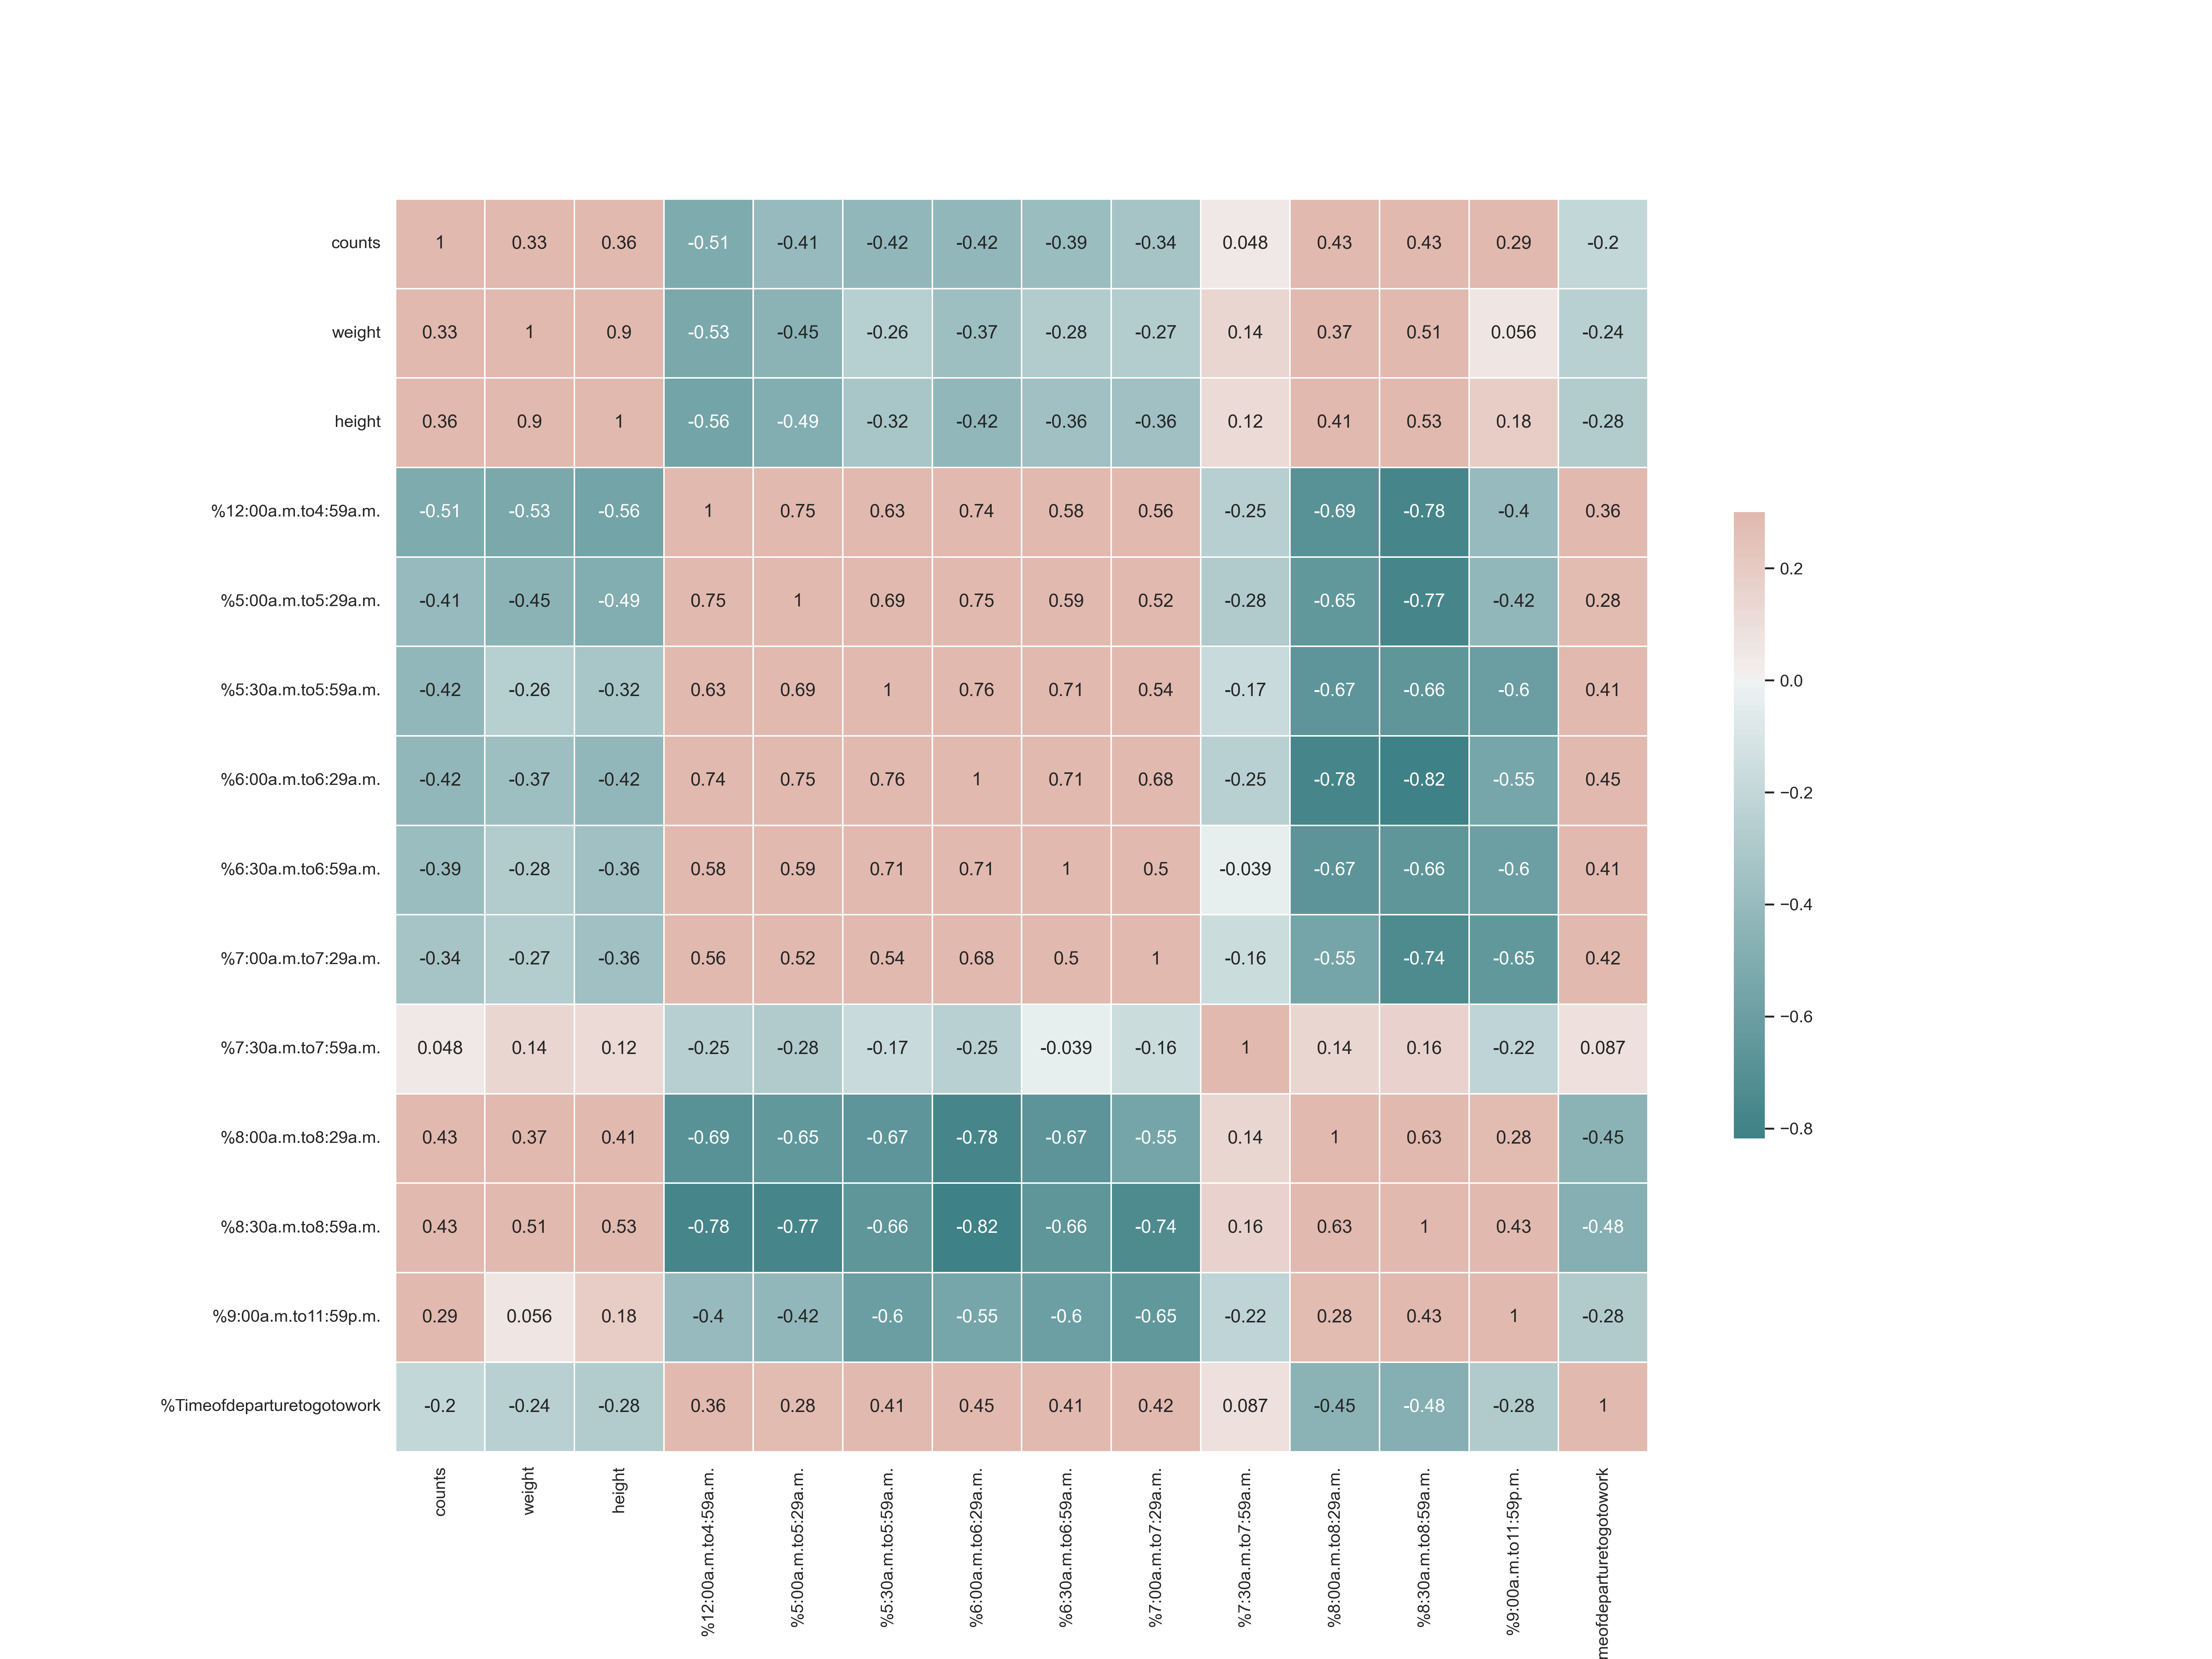 counts 1 0.33 0.36 -0.51 -0.41 -0.42 -0.42 -0.39 -0.34 0.048 0.43 0.43 0.29 -0.2
weight 0.33 1 0.9 -0.53 -0.45 -0.26 -0.37 -0.28 -0.27 0.14 0.37 0.51 0.056 -0.24
height 0.36 0.9 1 -0.56 -0.49 -0.32 -0.42 -0.36 -0.36 0.12 0.41 0.53 0.18 -0.28
%12:00a.m.to4:59a.m. -0.51 -0.53 -0.56 1 0.75 0.63 0.74 0.58 0.56 -0.25 -0.69 -0.78 -0.4 0.36
%5:00a.m.to5:29a.m. -0.41 -0.45 -0.49 0.75 1 0.69 0.75 0.59 0.52 -0.28 -0.65 -0.77 -0.42 0.28
%5:30a.m.to5:59a.m. -0.42 -0.26 -0.32 0.63 0.69 1 0.76 0.71 0.54 -0.17 -0.67 -0.66 -0.6 0.41
%6:00a.m.to6:29a.m. -0.42 -0.37 -0.42 0.74 0.75 0.76 1 0.71 0.68 -0.25 -0.78 -0.82 -0.55 0.45
%6:30a.m.to6:59a.m. -0.39 -0.28 -0.36 0.58 0.59 0.71 0.71 1 0.5 -0.039 -0.67 -0.66 -0.6 0.41
%7:00a.m.to7:29a.m. -0.34 -0.27 -0.36 0.56 0.52 0.54 0.68 0.5 1 -0.16 -0.55 -0.74 -0.65 0.42
%7:30a.m.to7:59a.m. 0.048 0.14 0.12 -0.25 -0.28 -0.17 -0.25 -0.039 -0.16 1 0.14 0.16 -0.22 0.087
%8:00a.m.to8:29a.m. 0.43 0.37 0.41 -0.69 -0.65 -0.67 -0.78 -0.67 -0.55 0.14 1 0.63 0.28 -0.45
%8:30a.m.to8:59a.m. 0.43 0.51 0.53 -0.78 -0.77 -0.66 -0.82 -0.66 -0.74 0.16 0.63 1 0.43 -0.48
%9:00a.m.to11:59p.m. 0.29 0.056 0.18 -0.4 -0.42 -0.6 -0.55 -0.6 -0.65 -0.22 0.28 0.43 1 -0.28
%Timeofdeparturetogotowork -0.2 -0.24 -0.28 0.36 0.28 0.41 0.45 0.41 0.42 0.087 -0.45 -0.48 -0.28 1
counts
weight
height
%12:00a.m.to4:59a.m.
%5:00a.m.to5:29a.m.
%5:30a.m.to5:59a.m.
%6:00a.m.to6:29a.m.
%6:30a.m.to6:59a.m.
%7:00a.m.to7:29a.m.
%7:30a.m.to7:59a.m.
%8:00a.m.to8:29a.m.
%8:30a.m.to8:59a.m.
%9:00a.m.to11:59p.m.
meofdeparturetogotowork
0.2
0.0
−0.2
−0.4
−0.6
−0.8